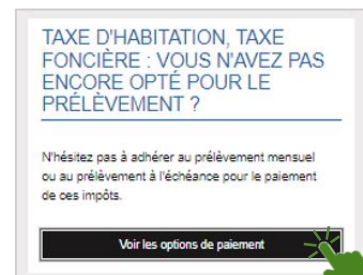 TAXE D'HABITATION, TAXE
FONCIÈRE : VOUS N'AVEZ PAS
ENCORE OPTÉ POUR LE
PRÉLÈVEMENT ?
N'hésitez pas à adhérer au prélèvement mensuel
ou au prélèvement à l'échéance pour le paiement
de ces impôts.
Voir les options de paiement